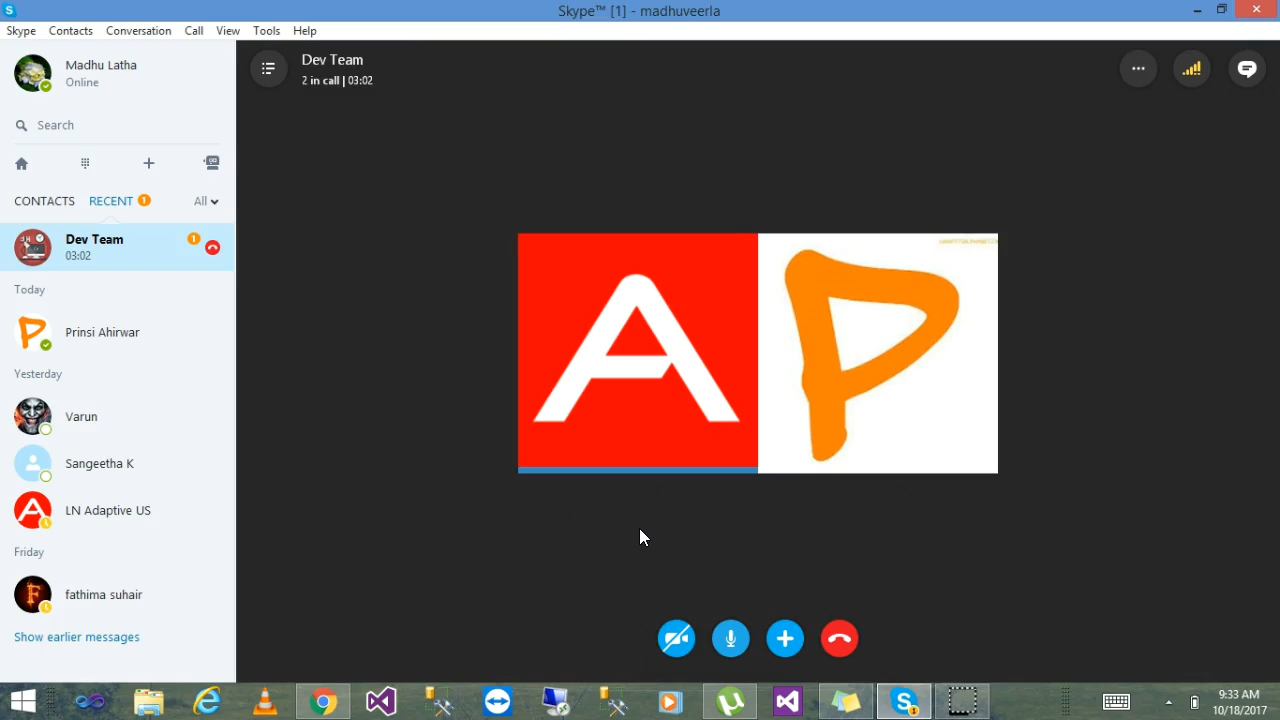 Skype™ [1] - madhuveerla
Skype Contacts Conversation Call View Tools Help
Madhu Latha
Online
Search
CONTACTS RECENT 1 All
Dev Team 1
03:02
Today
Prinsi Ahirwar
Yesterday
Varun
Sangeetha K
LN Adaptive US
Friday
fathima suhair
Show earlier messages
Dev Team
2 in call | 03:02
A
P
9:33 AM
10/18/2017